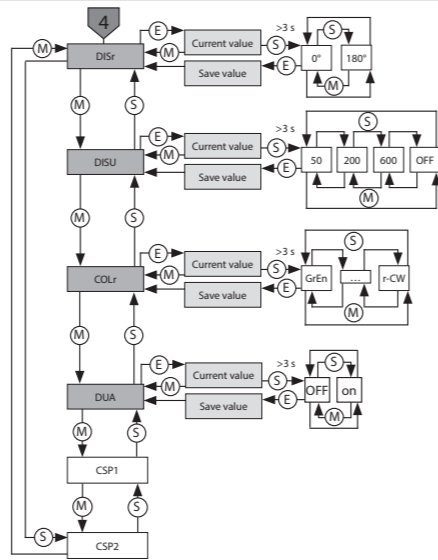 4
M
E
Current value
>3 s
S
S
DISr
M
0°
180°
Save value
E
M
M
S
S
E
Current value
>3 s
S
DISU
M
50
200
600
OFF
Save value
E
M
M
S
S
E
Current value
>3 s
S
COLr
M
GrEn
...
r-CW
Save value
E
M
M
S
E
Current value
>3 s
S
S
DUA
M
OFF
on
Save value
E
M
M
S
CSP1
M
S
S
CSP2